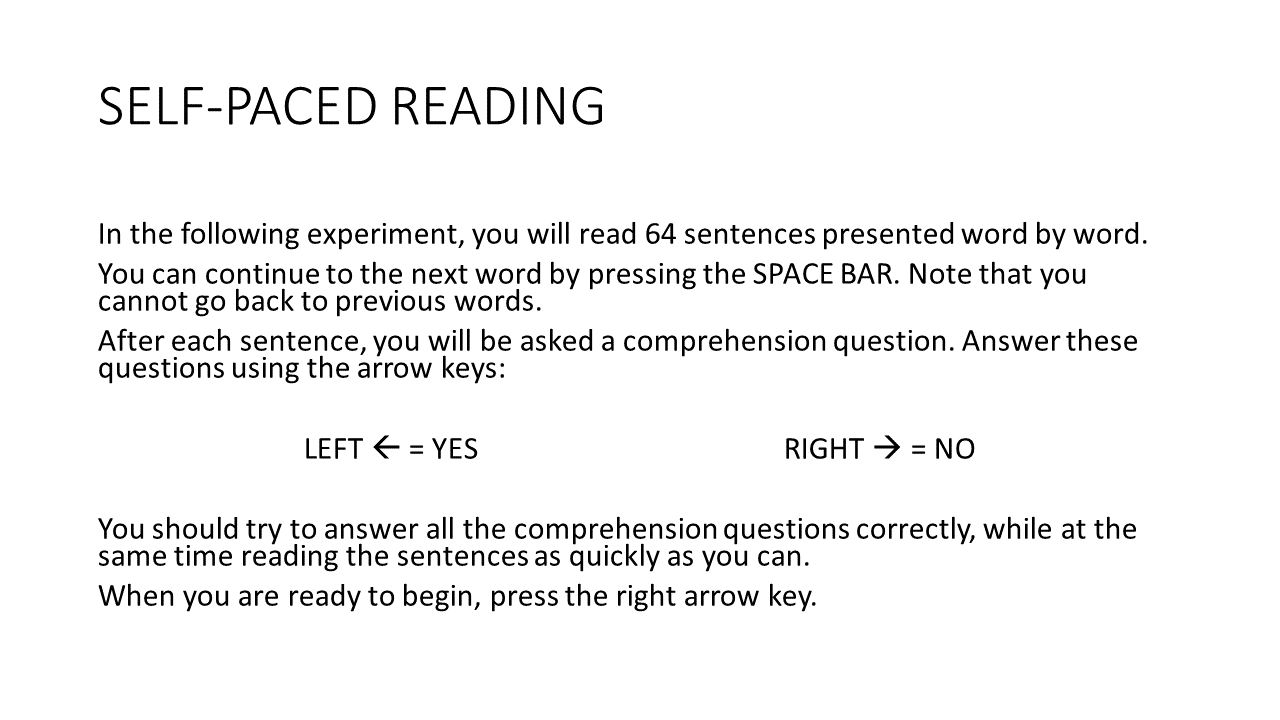 SELF-PACED READING
In the following experiment, you will read 64 sentences presented word by word.
You can continue to the next word by pressing the SPACE BAR. Note that you
cannot go back to previous words.
After each sentence, you will be asked a comprehension question. Answer these
questions using the arrow keys:
LEFT ← = YES RIGHT → = NO
You should try to answer all the comprehension questions correctly, while at the
same time reading the sentences as quickly as you can.
When you are ready to begin, press the right arrow key.